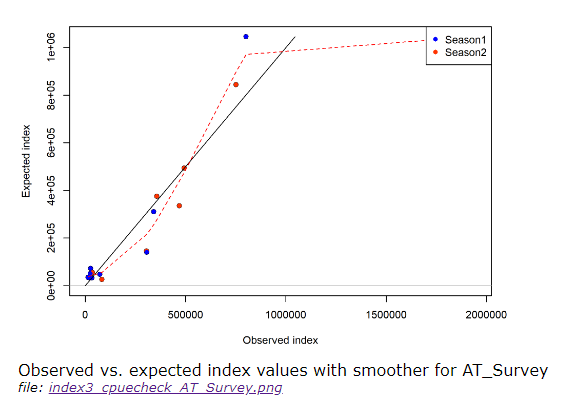 Season1
Season2
Expected index
1e+06
8e+05
6e+05
4e+05
2e+05
0e+00
0
500000
1000000
1500000
2000000
Observed index
Observed vs. expected index values with smoother for AT_Survey
file: index3_cpuecheck_AT_Survey.png